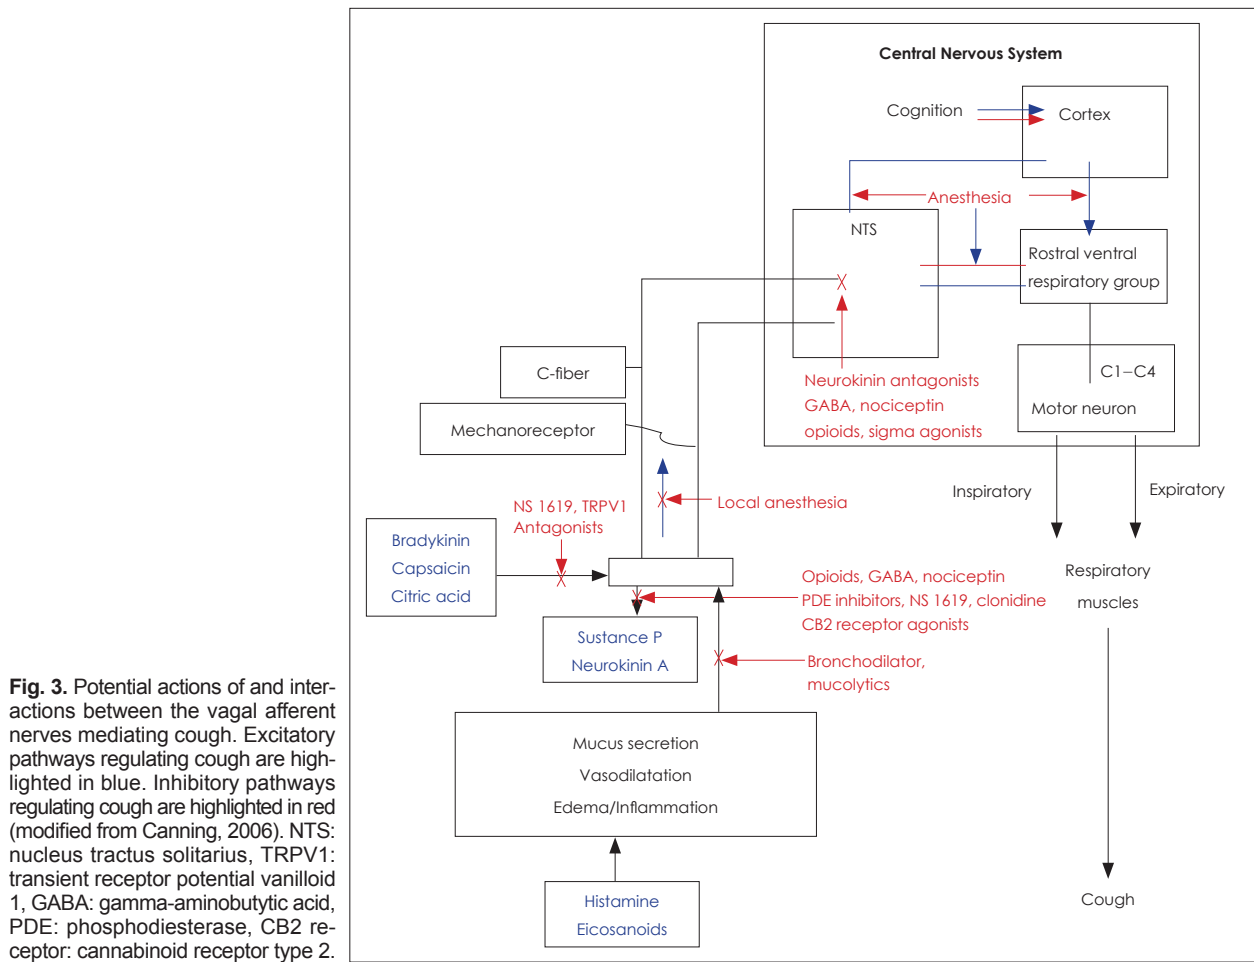 Central Nervous System
Cognition
Cortex
Anesthesia
NTS
Rostral ventral
respiratory group
C-fiber
C1–C4
Motor neuron
Mechanoreceptor
Neurokinin antagonists
GABA, nociceptin
opioids, sigma agonists
Inspiratory
Expiratory
NS 1619, TRPV1
Antagonists
Local anesthesia
Bradykinin
Capsaicin
Citric acid
Opioids, GABA, nociceptin
PDE inhibitors, NS 1619, clonidine
CB2 receptor agonists
Respiratory
muscles
Sustance P
Neurokinin A
Bronchodilator,
mucolytics
Mucus secretion
Vasodilatation
Edema/Inflammation
Histamine
Eicosanoids
Cough
Fig. 3. Potential actions of and inter-
actions between the vagal afferent
nerves mediating cough. Excitatory
pathways regulating cough are high-
lighted in blue. Inhibitory pathways
regulating cough are highlighted in red
(modified from Canning, 2006). NTS:
nucleus tractus solitarius, TRPV1:
transient receptor potential vanilloid
1, GABA: gamma-aminobutytic acid,
PDE: phosphodiesterase, CB2 re-
ceptor: cannabinoid receptor type 2.